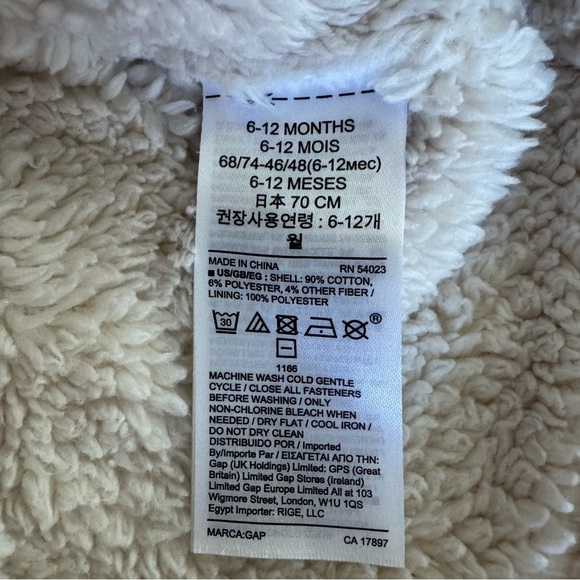 6-12 MONTHS
6-12 MOIS
68/74-46/48(6-12мес)
6-12 MESES
日本 70 CM
권장사용연령 : 6-12개
월
MADE IN CHINA RN 54023
■ US/GB/EG : SHELL: 90% COTTON,
6% POLYESTER, 4% OTHER FIBER /
LINING: 100% POLYESTER
30
®
1166
MACHINE WASH COLD GENTLE
CYCLE / CLOSE ALL FASTENERS
BEFORE WASHING / ONLY
NON-CHLORINE BLEACH WHEN
NEEDED / DRY FLAT / COOL IRON /
DO NOT DRY CLEAN
DISTRIBUIDO POR / Imported
By/Importe Par / ΕΙΣΑΓΕΤΑΙ ΑΠΟ ΤΗΝ:
Gap (UK Holdings) Limited: GPS (Great
Britain) Limited Gap Stores (Ireland)
Limited Gap Europe Limited All at 103
Wigmore Street, London, W1U 1QS
Egypt Importer: RIGE, LLC
MARCA:GAP CA 17897